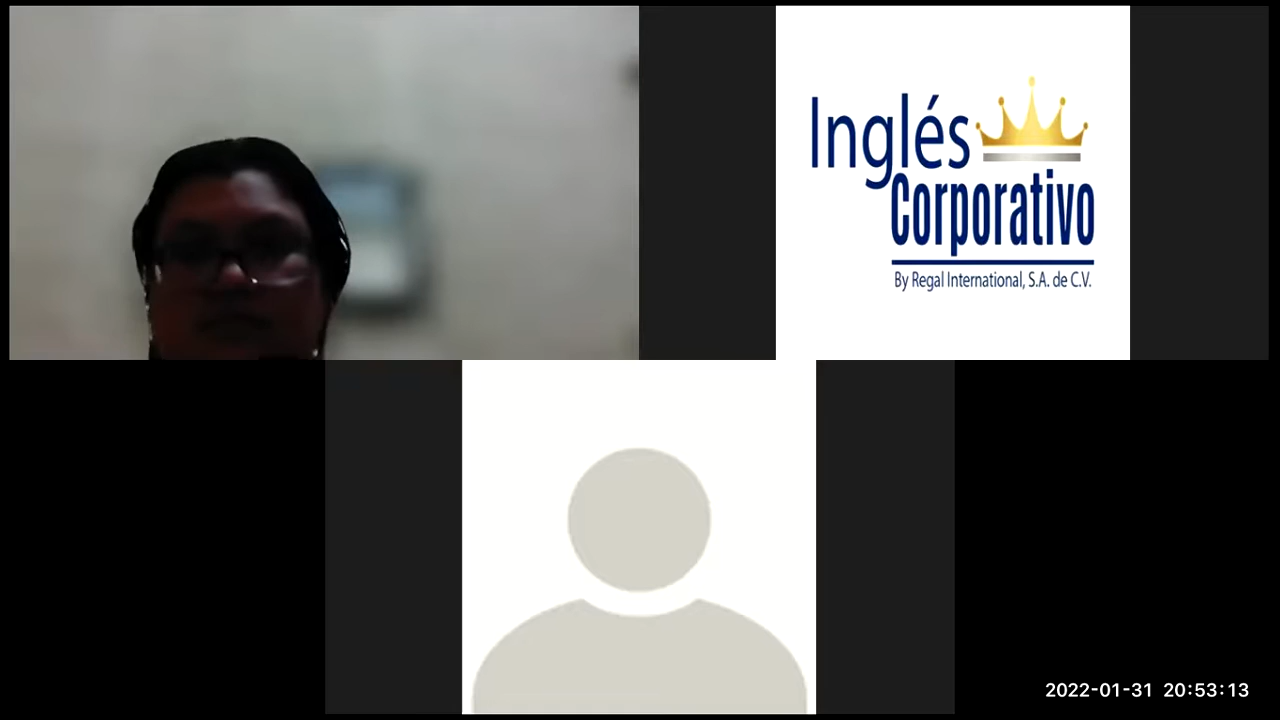 Inglés
Corporativo
By Regal International, S.A. de C.V.
2022-01-31 20:53:13